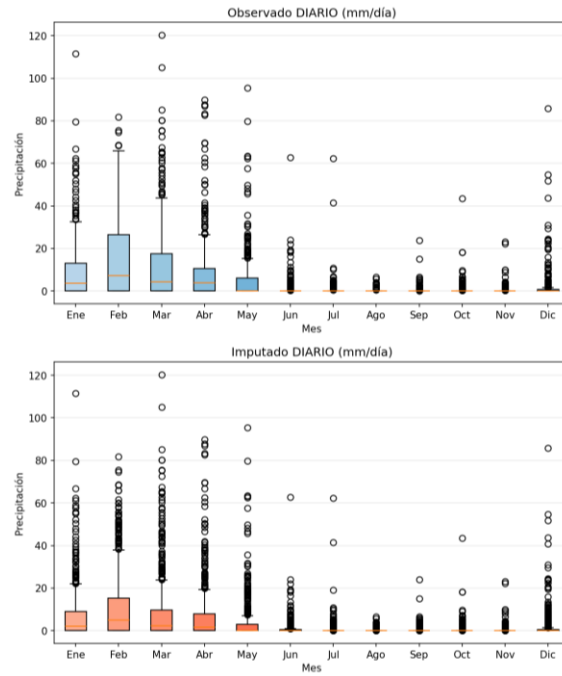 Observado DIARIO (mm/día)
120
100
80
60
40
20
0
Precipitación
Ene Feb Mar Abr May Jun Jul Ago Sep Oct Nov Dic
Mes
Imputado DIARIO (mm/día)
120
100
80
60
40
20
0
Precipitación
Ene Feb Mar Abr May Jun Jul Ago Sep Oct Nov Dic
Mes